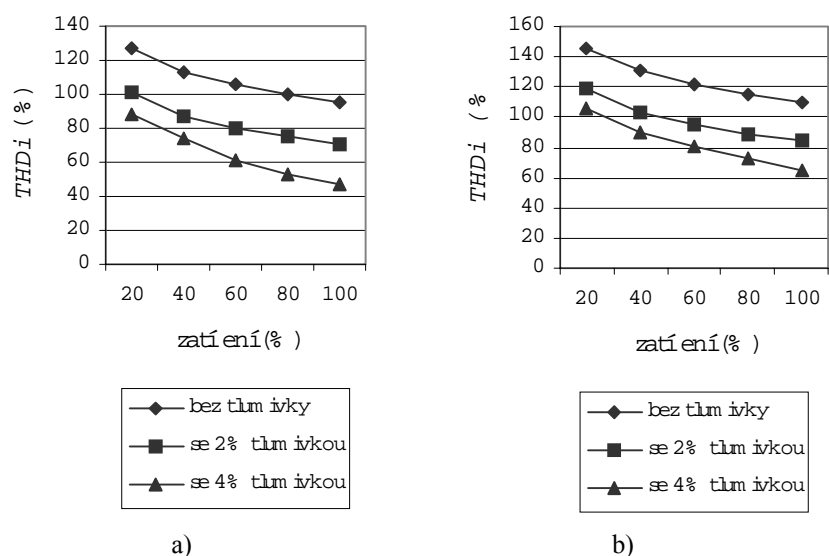 140
120
100
80
60
40
20
0
THDi (%)
20 40 60 80 100
zatíení(% )
bez tlumivky
se 2% tlumivkou
se 4% tlumivkou
a)
160
140
120
100
80
60
40
20
0
THDi (%
20 40 60 80 100
zatíení(% )
bez tlumivky
se 2% tlumivkou
se 4% tlumivkou
b)